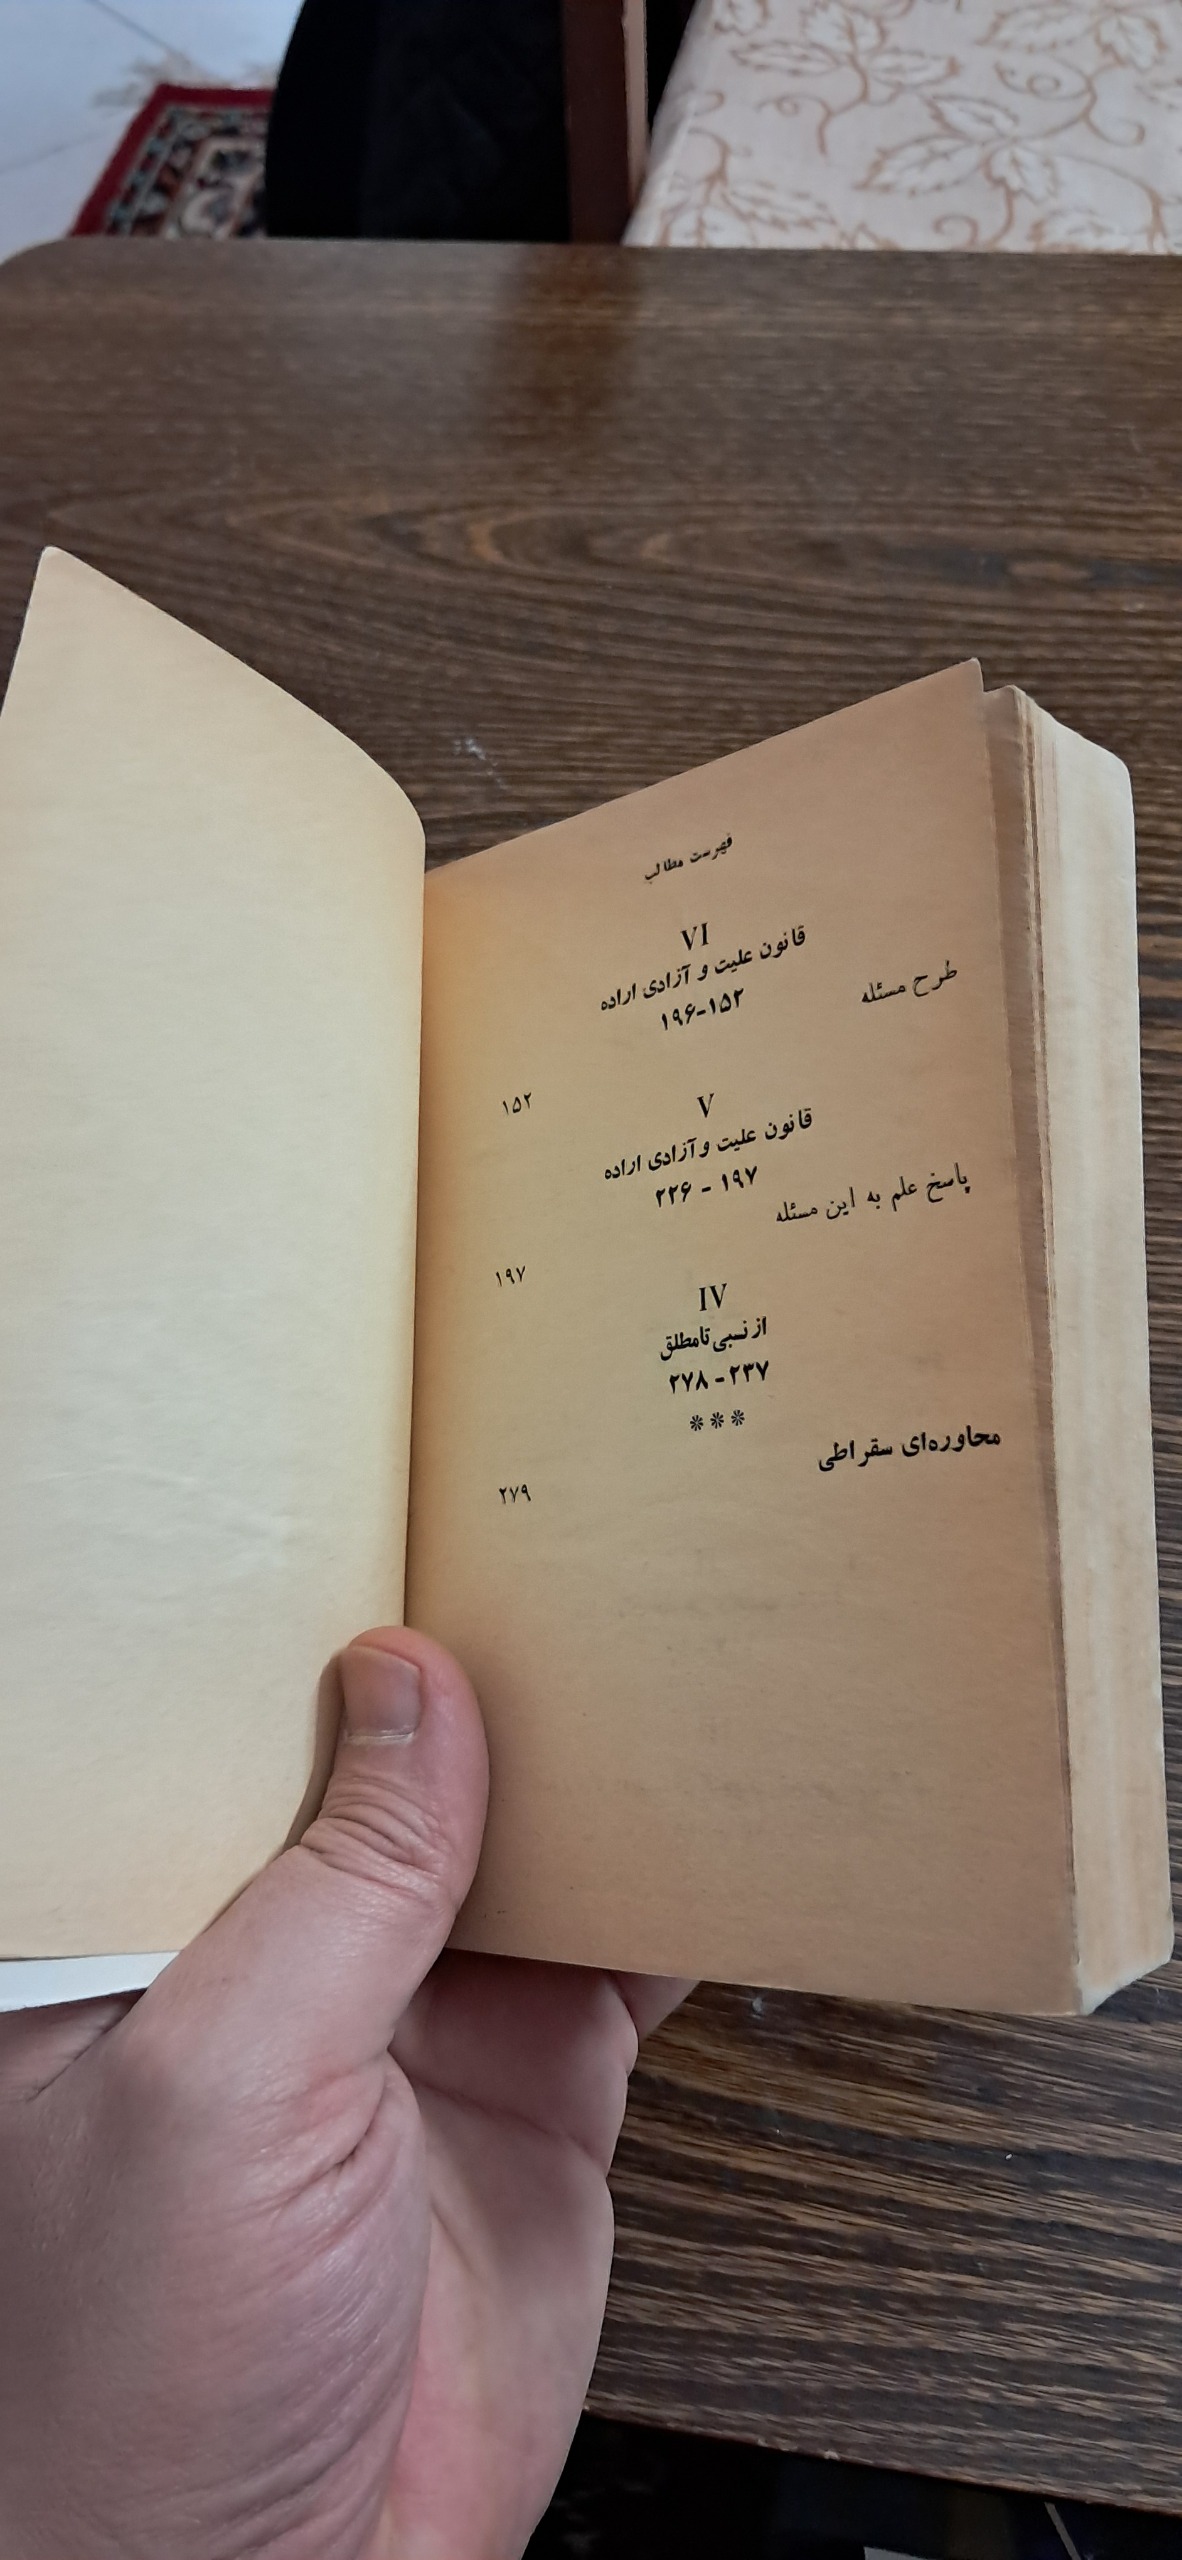 فهرست مطالب
VI
قانون علیت و آزادی اراده
۱۵۲-۱۹۶
طرح مسئله
۱۵۲
V
قانون علیت و آزادی اراده
۱۹۷ - ۲۲۶
پاسخ علم به این مسئله
۱۹۷
IV
از نسبی تا مطلق
۲۳۷ - ۲۷۸
***
محاوره‌ای سقراطی
۲۷۹